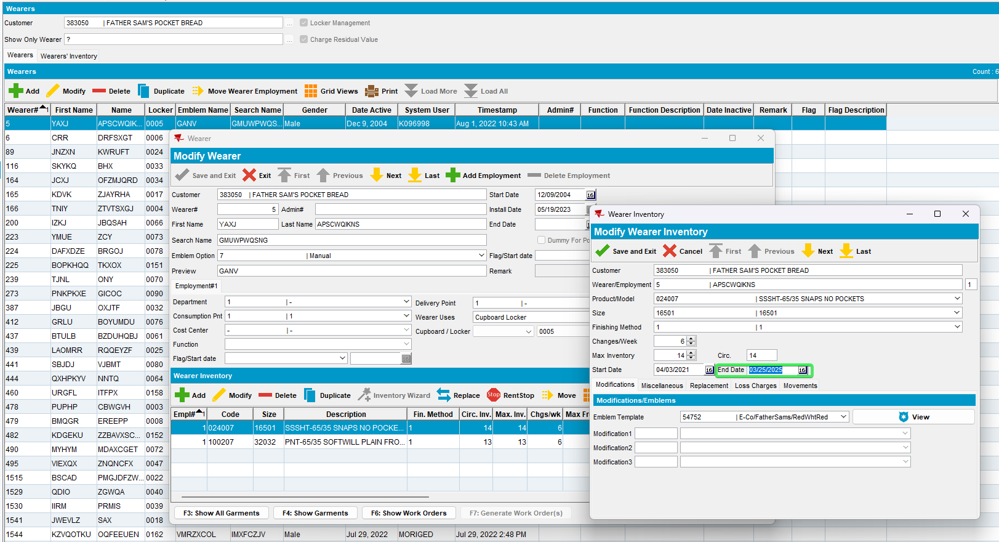 Wearers
Customer 383050 | FATHER SAM'S POCKET BREAD ... Locker Management
Show Only Wearer ? ... Charge Residual Value
Wearers Wearers' Inventory
Wearers Count : 6
Add Modify Delete Duplicate Move Wearer Employment Grid Views Print Load More Load All
Wearer# 1 First Name Name Locker Emblem Name Search Name Gender Date Active System User Timestamp Admin# Function Function Description Date Inactive Remark Flag Flag Description
5 YAXJ APSCWQIK... 0005 GANV GMUWPWQS... Male Dec 9, 2004 K096998 Aug 1, 2022 10:43 AM
6 CRR DRFSXGT 0006
89 JNZXN KWRUFT 0024
116 SKYKQ BHX 0033
164 JCXJ OFZMJQRD 0034
165 KDVK ZJAYRHA 0017
166 TNIY ZTVTSXGJ 0004
200 IZKJ JBQSAH 0066
223 YMUE ZCY 0073
224 DAFXDZE BRGOJ 0078
225 BOPKHQQ TKXOX 0151
239 TJNL ONY 0070
273 PNKPKXE GICOC 0090
387 JBGU OXJTF 0032
412 GRLU BOYUMDU 0076
437 BTULB BZDUHQBJ 0061
439 LAOMRR RQQEYZF 0025
441 SBJDJ VJBMT 0080
444 QXHPKYV NNTQ 0064
460 URGFL ITFPX 0158
478 PUPHP CBWGVH 0003
479 BMQGR EREEPP 0008
482 KDGEKU ZZBAVXSC... 0152
490 MYHYM MDAXCGET 0072
495 VIEXQX ZNQNCFX 0047
1515 BSCAD PMGJDFZW... 0022
1529 QDIO ZGWQA 0040
1530 IIRM PRMIS 0039
1541 JWEVLZ SAX 0018
1544 KZVQOTKU OQFEEUEN 0162 VMRZXCOL IMXFCZJV Male Jul 29, 2022 MORIGED Jul 29, 2022 2:48 PM
Wearer
Modify Wearer
Save and Exit Exit First Previous Next Last Add Employment Delete Employment
Customer 383050 | FATHER SAM'S POCKET BREAD Start Date 12/09/2004 16
Wearer# 5 Admin# Install Date 05/19/2023
First Name YAXJ Last Name APSCWQIKNS End Date
Search Name GMUWPWQSNG Dummy For Po
Emblem Option 7 | Manual Flag/Start date
Preview GANV Remark
Employment#1
Department 1 | - Delivery Point 1 | -
Consumption Pnt 1 | 1 Wearer Uses Cupboard Locker
Cost Center - | - Cupboard / Locker 0005
Function
Flag/Start date 16
Wearer Inventory
Add Modify Delete Duplicate Inventory Wizard Replace Stop RentStop Move
Empl# 1 Code Size Description Fin. Method Circ. Inv. Max. Inv. Chgs/wk Max Fr
1 024007 16501 SSSHT-65/35 SNAPS NO POCKE... 1 14 14 6
1 100207 32032 PNT-65/35 SOFTWILL PLAIN FRO... 1 13 13 6
F3: Show All Garments F4: Show Garments F6: Show Work Orders F7: Generate Work Order(s)
Wearer Inventory
Modify Wearer Inventory
Save and Exit Cancel First Previous Next Last
Customer 383050 | FATHER SAM'S POCKET BREAD
Wearer/Employment 5 | APSCWQIKNS 1
Product/Model 024007 | SSSHT-65/35 SNAPS NO POCKETS
Size 16501 | 16501
Finishing Method 1 | 1
Changes/Week 6
Max Inventory 14 Circ. 14
Start Date 04/03/2021 16 End Date 03/25/2025 16
Modifications Miscellaneous Replacement Loss Charges Movements
Modifications/Emblems
Emblem Template 54752 | E-Co/FatherSams/RedWhtRed View
Modification1
Modification2
Modification3